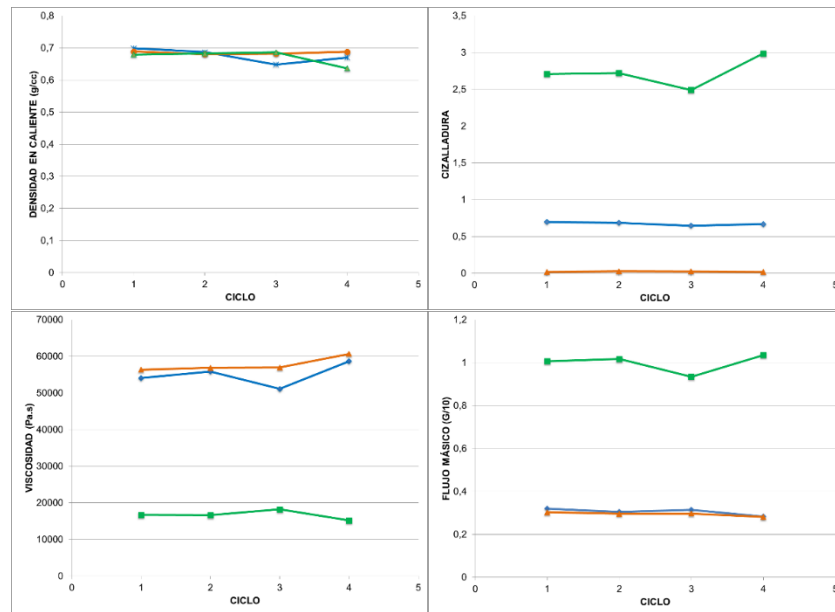 DENSIDAD EN CALIENTE (g/cc)
0,8
0,7
0,6
0,5
0,4
0,3
0,2
0,1
0
0 1 2 3 4 5
CICLO
CIZALLADURA
3,5
3
2,5
2
1,5
1
0,5
0
0 1 2 3 4 5
CICLO
VISCOSIDAD (Pa.s)
70000
60000
50000
40000
30000
20000
10000
0
0 1 2 3 4 5
CICLO
FLUJO MÁSICO (G/10)
1,2
1
0,8
0,6
0,4
0,2
0
0 1 2 3 4 5
CICLO